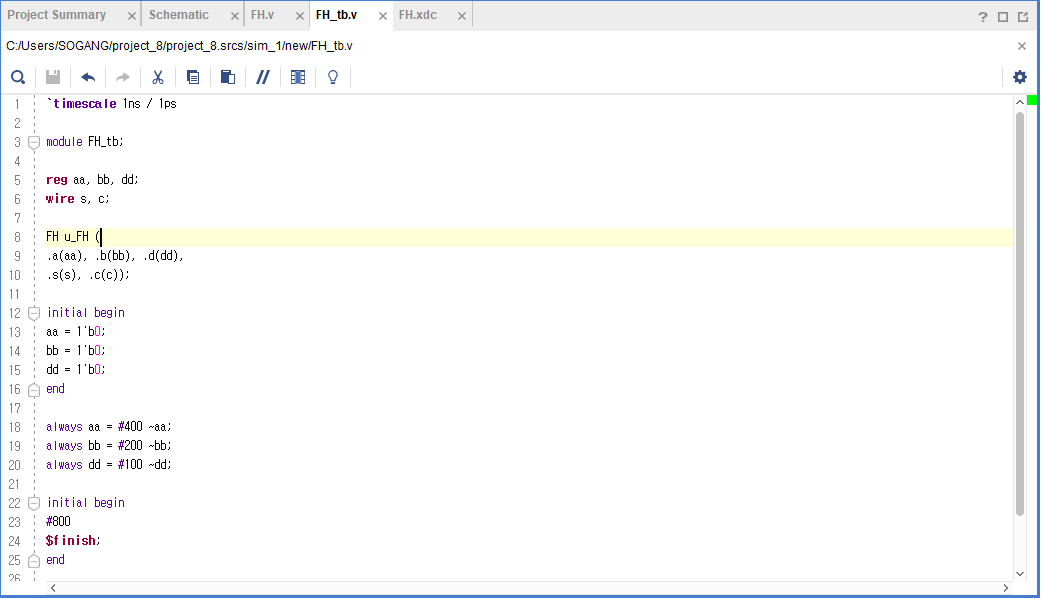 Project Summary × Schematic × FH.v × FH_tb.v × FH.xdc ×
C:/Users/SOGANG/project_8/project_8.srcs/sim_1/new/FH_tb.v
1 `timescale 1ns / 1ps
2
3 module FH_tb;
4
5 reg aa, bb, dd;
6 wire s, c;
7
8 FH u_FH (
9 .a(aa), .b(bb), .d(dd),
10 .s(s), .c(c));
11
12 initial begin
13 aa = 1'b0;
14 bb = 1'b0;
15 dd = 1'b0;
16 end
17
18 always aa = #400 ~aa;
19 always bb = #200 ~bb;
20 always dd = #100 ~dd;
21
22 initial begin
23 #800
24 $finish;
25 end
26